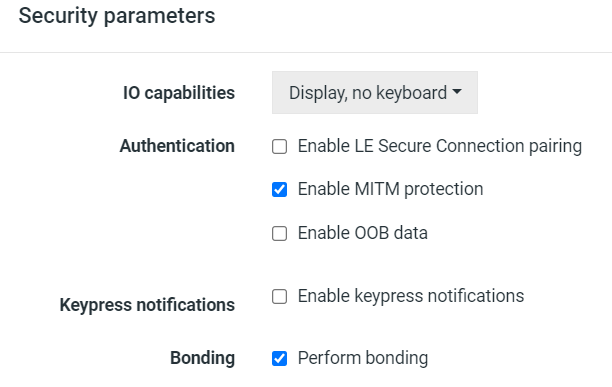 Security parameters
IO capabilities Display, no keyboard
Authentication Enable LE Secure Connection pairing
Enable MITM protection
Enable OOB data
Keypress notifications Enable keypress notifications
Bonding Perform bonding